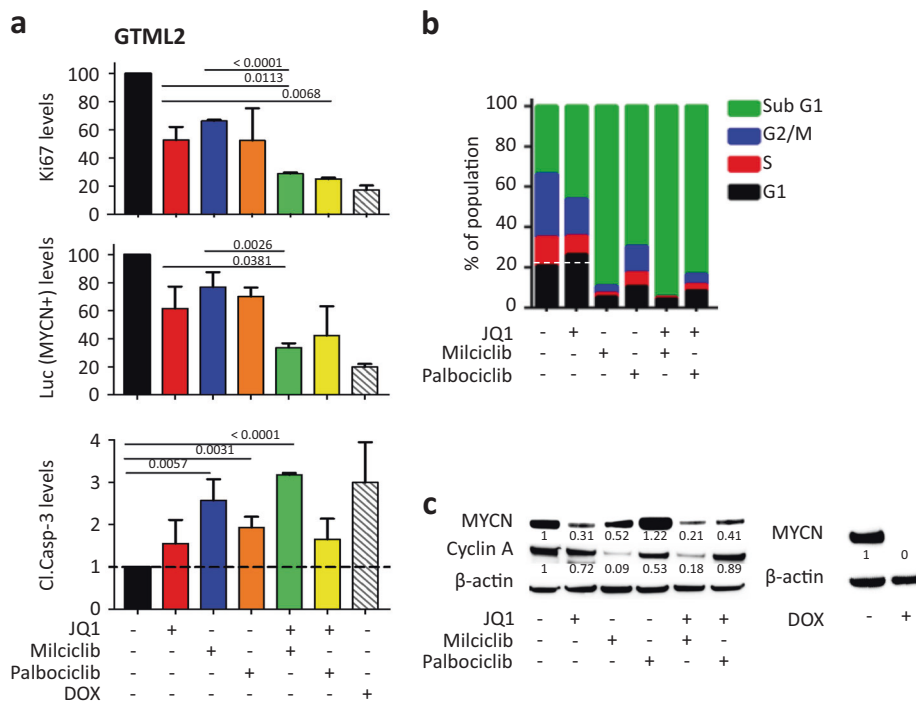 a
GTML2
Ki67 levels
100
80
60
40
20
0
< 0.0001
0.0113
0.0068
Luc (MYCN+) levels
100
80
60
40
20
0
0.0026
0.0381
Cl.Casp-3 levels
4
3
2
1
0
< 0.0001
0.0031
0.0057
JQ1 - + - - + + -
Milciclib - - + - + - -
Palbociclib - - - + - + -
DOX - - - - - - +
b
% of population
100
80
60
40
20
0
Sub G1
G2/M
S
G1
JQ1 - + - - + +
Milciclib - - + - + -
Palbociclib - - - + - +
c
MYCN
1 0.31 0.52 1.22 0.21 0.41
Cyclin A
1 0.72 0.09 0.53 0.18 0.89
β-actin
JQ1 - + - - + +
Milciclib - - + - + -
Palbociclib - - - + - +
MYCN
1 0
β-actin
DOX - +